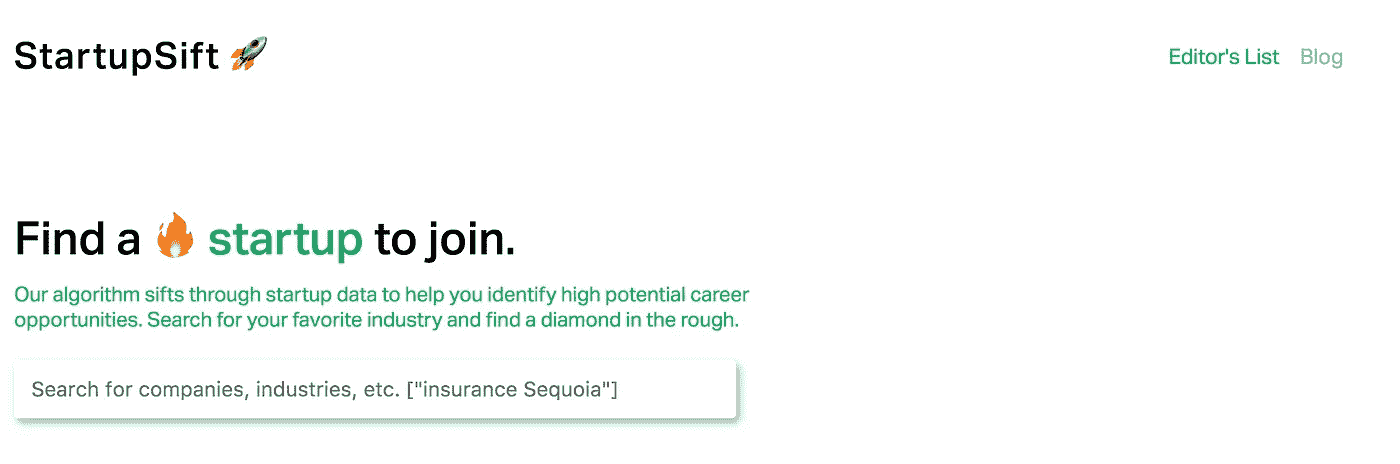 StartupSift 🚀
Editor's List Blog
Find a 🔥 startup to join.
Our algorithm sifts through startup data to help you identify high potential career
opportunities. Search for your favorite industry and find a diamond in the rough.
Search for companies, industries, etc. ["insurance Sequoia"]